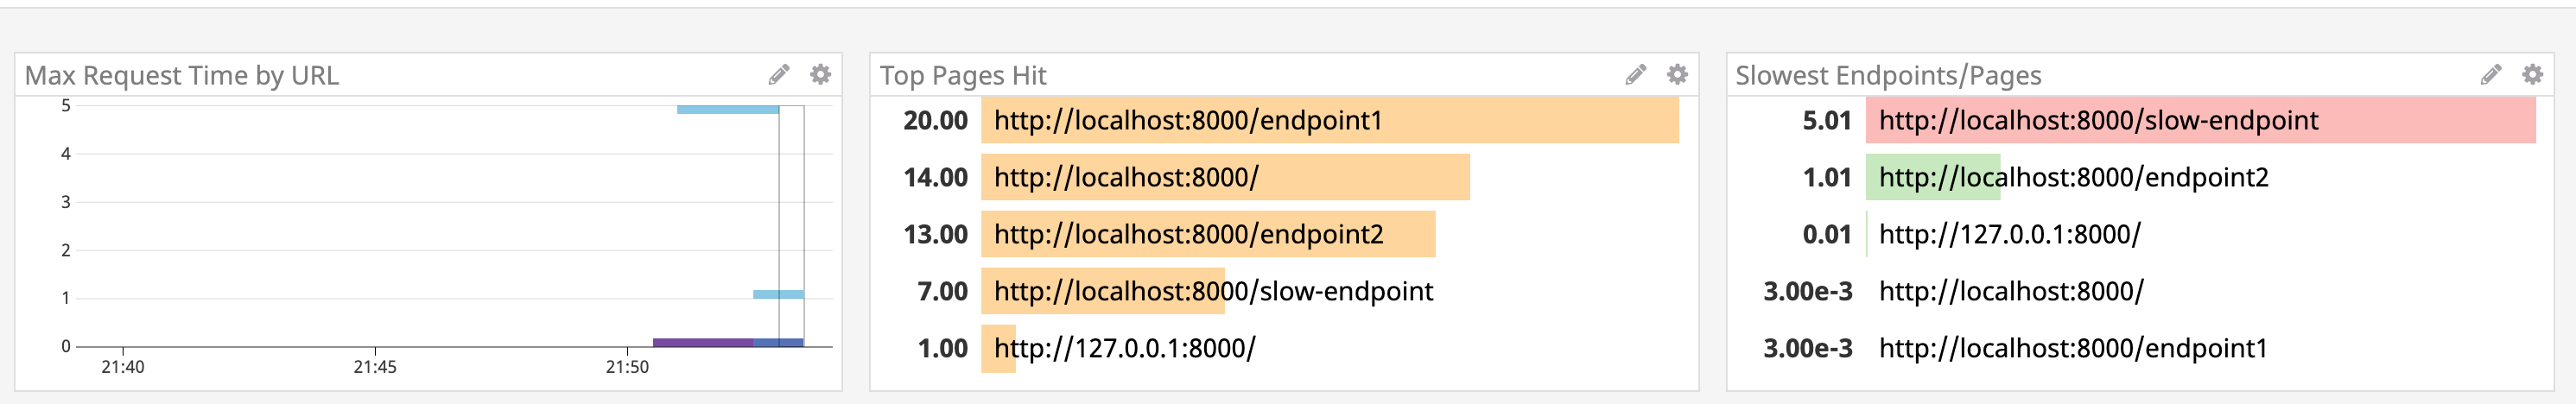 Max Request Time by URL
5
4
3
2
1
0
21:40 21:45 21:50
Top Pages Hit
20.00 http://localhost:8000/endpoint1
14.00 http://localhost:8000/
13.00 http://localhost:8000/endpoint2
7.00 http://localhost:8000/slow-endpoint
1.00 http://127.0.0.1:8000/
Slowest Endpoints/Pages
5.01 http://localhost:8000/slow-endpoint
1.01 http://localhost:8000/endpoint2
0.01 http://127.0.0.1:8000/
3.00e-3 http://localhost:8000/
3.00e-3 http://localhost:8000/endpoint1